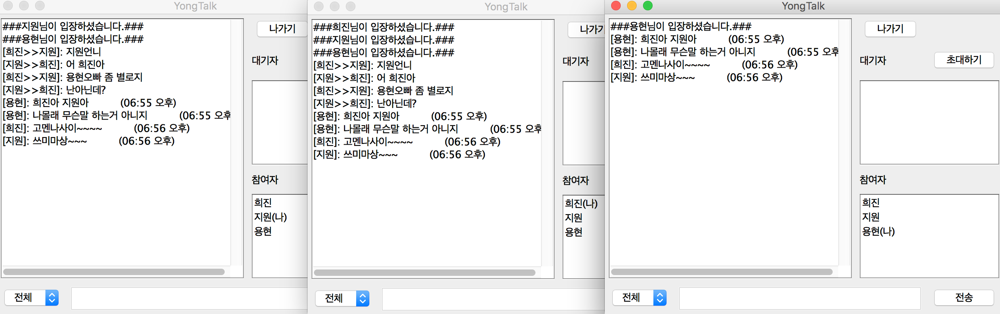 YongTalk
###지원님이 입장하셨습니다.###
###용현님이 입장하셨습니다.###
[희진>>지원]: 지원언니
[지원>>희진]: 어 희진아
[희진>>지원]: 용현오빠 좀 별로지
[지원>>희진]: 난아닌데?
[용현]: 희진아 지원아 (06:55 오후)
[용현]: 나몰래 무슨말 하는거 아니지 (06:55 오후
[희진]: 고멘나사이~~~~ (06:56 오후)
[지원]: 쓰미마상~~~ (06:56 오후)
나가기
대기자
참여자
희진
지원(나)
용현
전체
YongTalk
###희진님이 입장하셨습니다.###
###지원님이 입장하셨습니다.###
###용현님이 입장하셨습니다.###
[희진>>지원]: 지원언니
[지원>>희진]: 어 희진아
[희진>>지원]: 용현오빠 좀 별로지
[지원>>희진]: 난아닌데?
[용현]: 희진아 지원아 (06:55 오후)
[용현]: 나몰래 무슨말 하는거 아니지 (06:55 오후
[희진]: 고멘나사이~~~~ (06:56 오후)
[지원]: 쓰미마상~~~ (06:56 오후)
나가기
대기자
참여자
희진(나)
지원
용현
전체
YongTalk
###용현님이 입장하셨습니다.###
[용현]: 희진아 지원아 (06:55 오후)
[용현]: 나몰래 무슨말 하는거 아니지 (06:55 오후
[희진]: 고멘나사이~~~~ (06:56 오후)
[지원]: 쓰미마상~~~ (06:56 오후)
나가기
대기자 초대하기
참여자
희진
지원
용현(나)
전체
전송